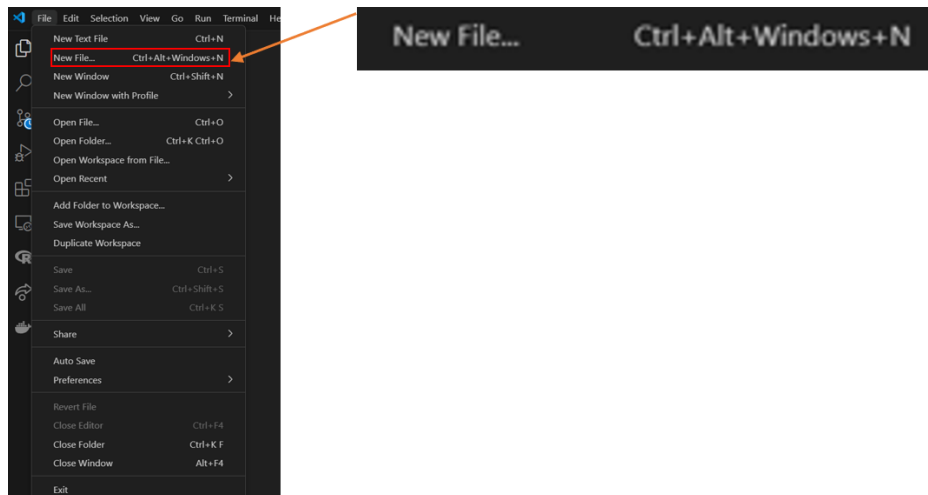 File Edit Selection View Go Run Terminal He
New Text File Ctrl+N
New File... Ctrl+Alt+Windows+N
New Window Ctrl+Shift+N
New Window with Profile
Open File... Ctrl+O
Open Folder... Ctrl+K Ctrl+O
Open Workspace from File...
Open Recent
Add Folder to Workspace...
Save Workspace As...
Duplicate Workspace
Save Ctrl+S
Save As... Ctrl+Shift+S
Save All Ctrl+K S
Share
Auto Save
Preferences
Revert File
Close Editor Ctrl+F4
Close Folder Ctrl+K F
Close Window Alt+F4
Exit
New File... Ctrl+Alt+Windows+N